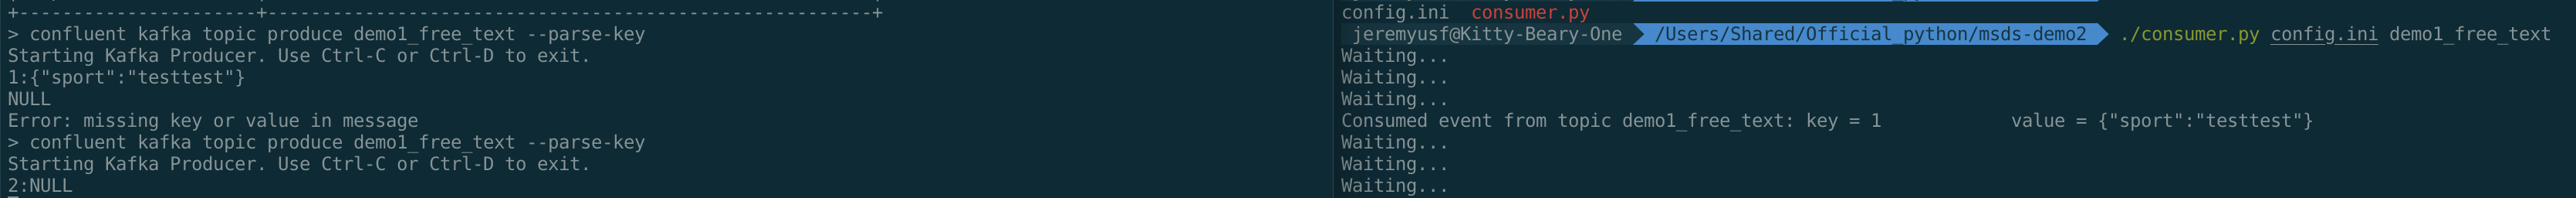 +----------------------+--------------------------------------------------------+
> confluent kafka topic produce demo1_free_text --parse-key
Starting Kafka Producer. Use Ctrl-C or Ctrl-D to exit.
1:{"sport":"testtest"}
NULL
Error: missing key or value in message
> confluent kafka topic produce demo1_free_text --parse-key
Starting Kafka Producer. Use Ctrl-C or Ctrl-D to exit.
2:NULL
config.ini  consumer.py
jeremyusf@Kitty-Beary-One /Users/Shared/Official_python/msds-demo2 ./consumer.py config.ini demo1_free_text
Waiting...
Waiting...
Waiting...
Consumed event from topic demo1_free_text: key = 1            value = {"sport":"testtest"}
Waiting...
Waiting...
Waiting...